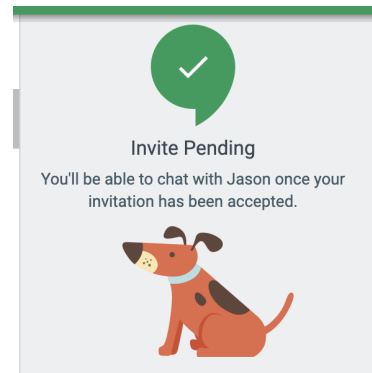 Invite Pending
You'll be able to chat with Jason once your
invitation has been accepted.